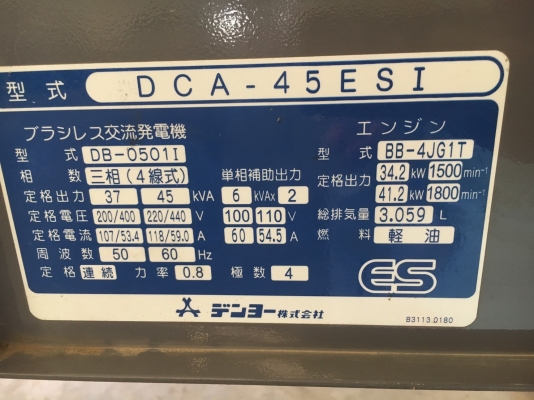 型式 DCA-45ESI
ブラシレス交流発電機
型式 DB-0501I
相数 三相(4線式) 単相補助出力
定格出力 37 45 kVA 6 kVAx 2
定格電圧 200/400 220/440 V 100 110 V
定格電流 107/53.4 118/59.0 A 60 54.5 A
周波数 50 60 Hz
定格 連続 力率 0.8 極数 4
エンジン
型式 BB-4JG1T
定格出力 34.2 kW 1500 min⁻¹
41.2 kW 1800 min⁻¹
総排気量 3.059 L
燃料 軽油
ES
デンヨー株式会社
B3113 0180